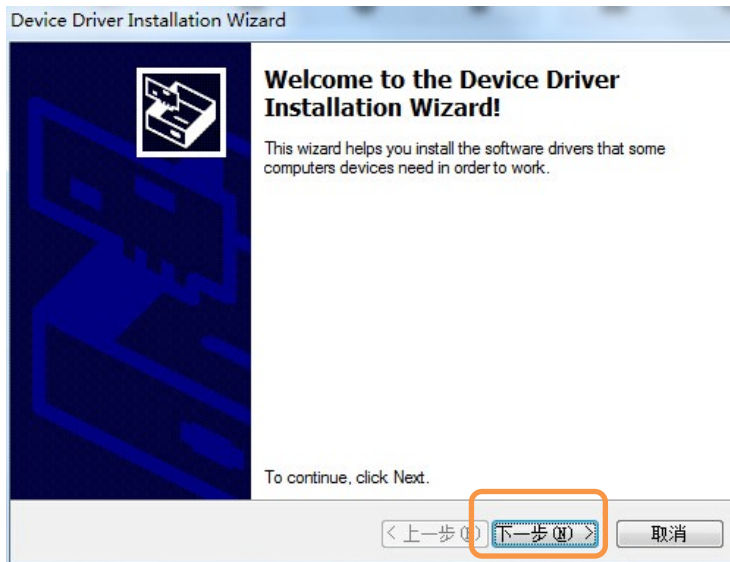 Device Driver Installation Wizard
Welcome to the Device Driver
Installation Wizard!
This wizard helps you install the software drivers that some
computers devices need in order to work.
To continue, click Next.
< 上一步(B) 下一步(N) > 取消